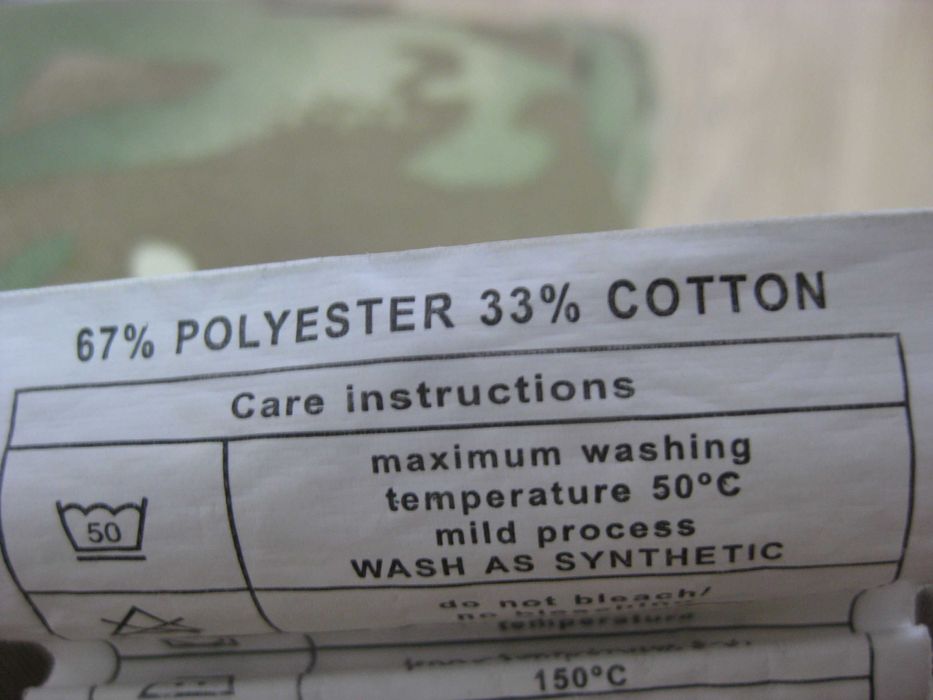 67% POLYESTER 33% COTTON
Care instructions
50
maximum washing
temperature 50°C
mild process
WASH AS SYNTHETIC
do not bleach/
temperature
150°C